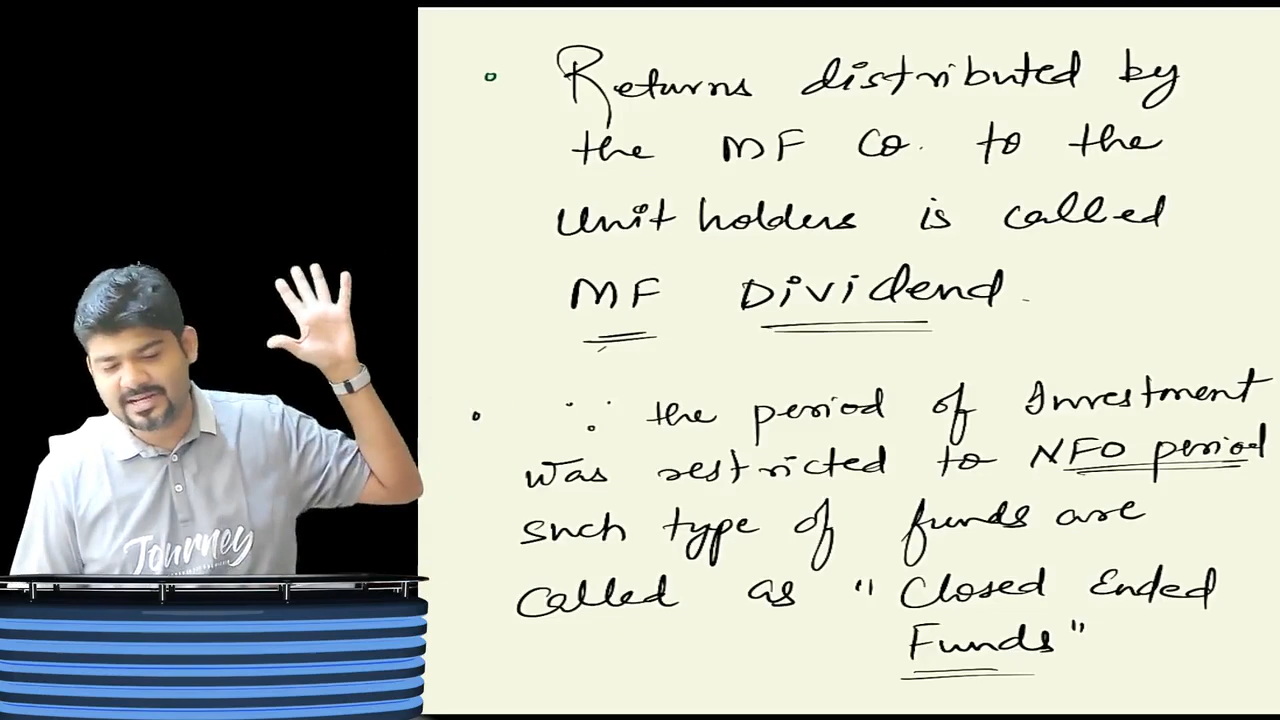 Returns distributed by
the MF Co. to the
Unit holders is called
MF Dividend.
∵ the period of Investment
was restricted to NFO period
such type of funds are
called as "Closed Ended
Funds"
Journey